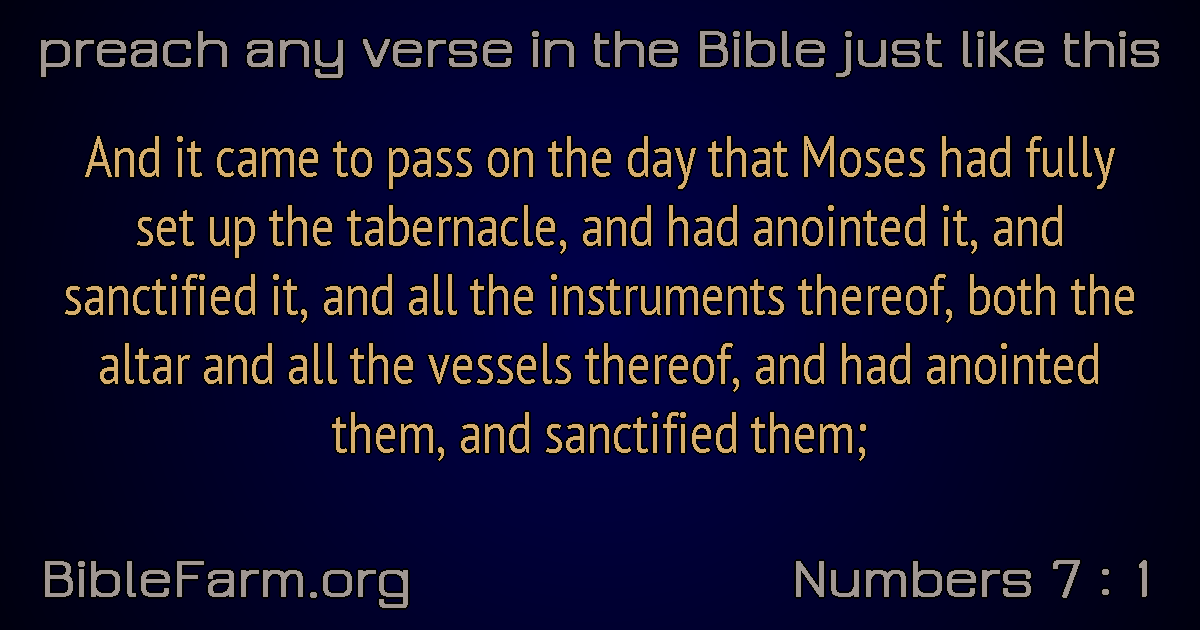 preach any verse in the Bible just like this
And it came to pass on the day that Moses had fully
set up the tabernacle, and had anointed it, and
sanctified it, and all the instruments thereof, both the
altar and all the vessels thereof, and had anointed
them, and sanctified them;
BibleFarm.org
Numbers 7 : 1